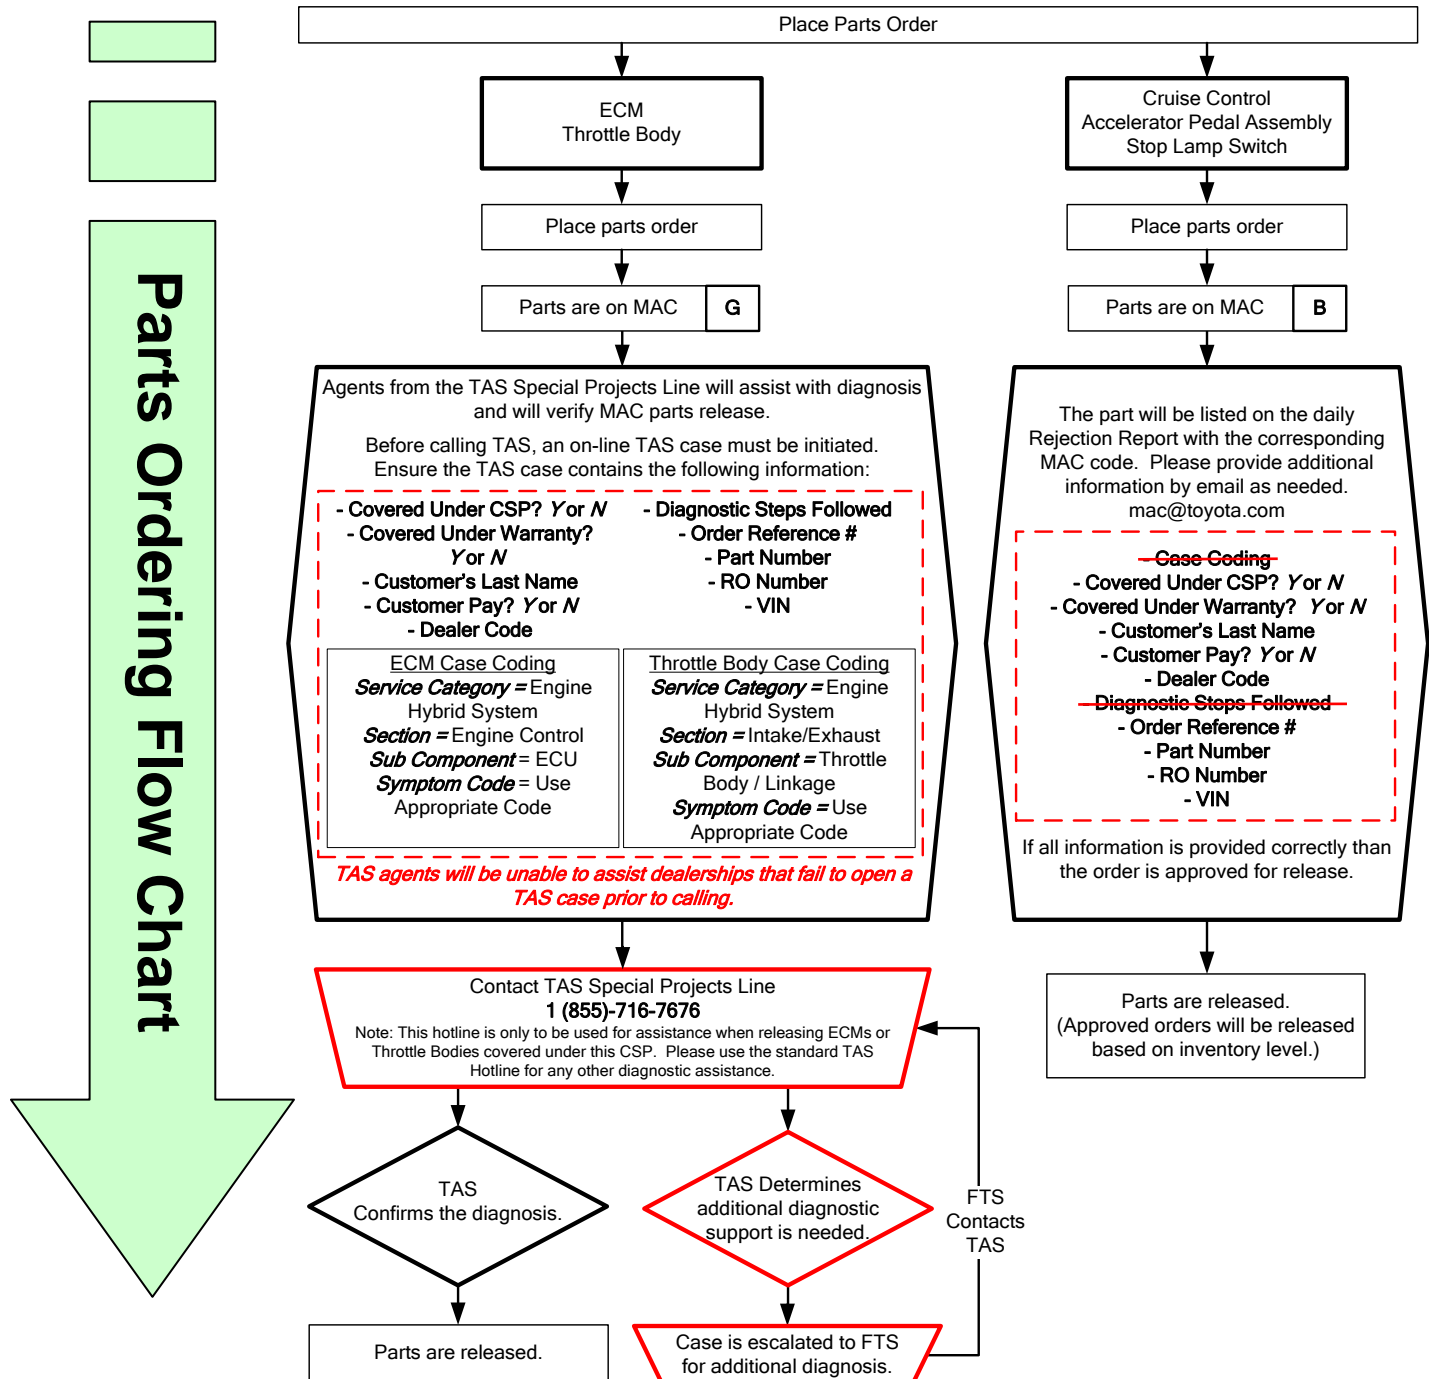 Parts Ordering Flow Chart
Place Parts Order
ECM
Throttle Body
Place parts order
Parts are on MAC
G
Agents from the TAS Special Projects Line will assist with diagnosis
and will verify MAC parts release.
Before calling TAS, an on-line TAS case must be initiated.
Ensure the TAS case contains the following information:
- Covered Under CSP? Y or N
- Covered Under Warranty?
Y or N
- Customer's Last Name
- Customer Pay? Y or N
- Dealer Code
- Diagnostic Steps Followed
- Order Reference #
- Part Number
- RO Number
- VIN
ECM Case Coding
Service Category = Engine
Hybrid System
Section = Engine Control
Sub Component = ECU
Symptom Code = Use
Appropriate Code
Throttle Body Case Coding
Service Category = Engine
Hybrid System
Section = Intake/Exhaust
Sub Component = Throttle
Body / Linkage
Symptom Code = Use
Appropriate Code
TAS agents will be unable to assist dealerships that fail to open a
TAS case prior to calling.
Contact TAS Special Projects Line
1 (855)-716-7676
Note: This hotline is only to be used for assistance when releasing ECMs or
Throttle Bodies covered under this CSP. Please use the standard TAS
Hotline for any other diagnostic assistance.
TAS
Confirms the diagnosis.
Parts are released.
TAS Determines
additional diagnostic
support is needed.
Case is escalated to FTS
for additional diagnosis.
FTS
Contacts
TAS
Cruise Control
Accelerator Pedal Assembly
Stop Lamp Switch
Place parts order
Parts are on MAC
B
The part will be listed on the daily
Rejection Report with the corresponding
MAC code. Please provide additional
information by email as needed.
mac@toyota.com
- Case Coding
- Covered Under CSP? Y or N
- Covered Under Warranty? Y or N
- Customer's Last Name
- Customer Pay? Y or N
- Dealer Code
- Diagnostic Steps Followed
- Order Reference #
- Part Number
- RO Number
- VIN
If all information is provided correctly than
the order is approved for release.
Parts are released.
(Approved orders will be released
based on inventory level.)